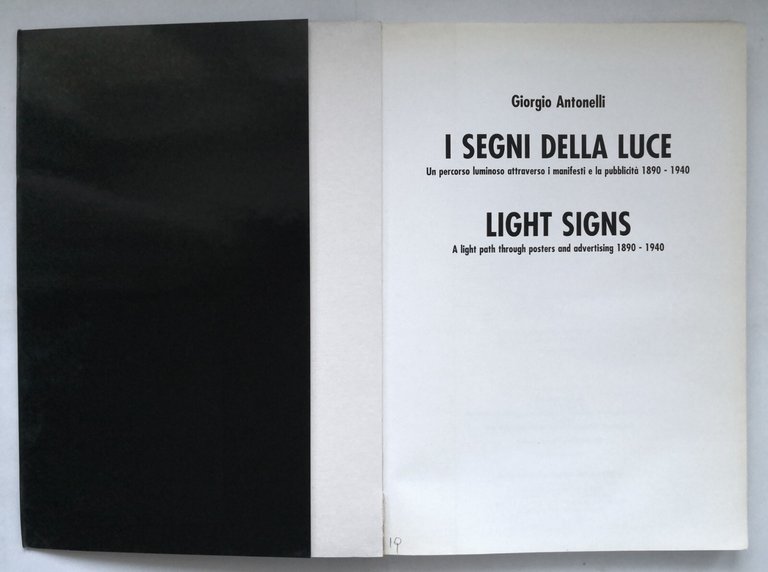 Giorgio Antonelli
I SEGNI DELLA LUCE
Un percorso luminoso attraverso i manifesti e la pubblicità 1890 - 1940
LIGHT SIGNS
A light path through posters and advertising 1890 - 1940